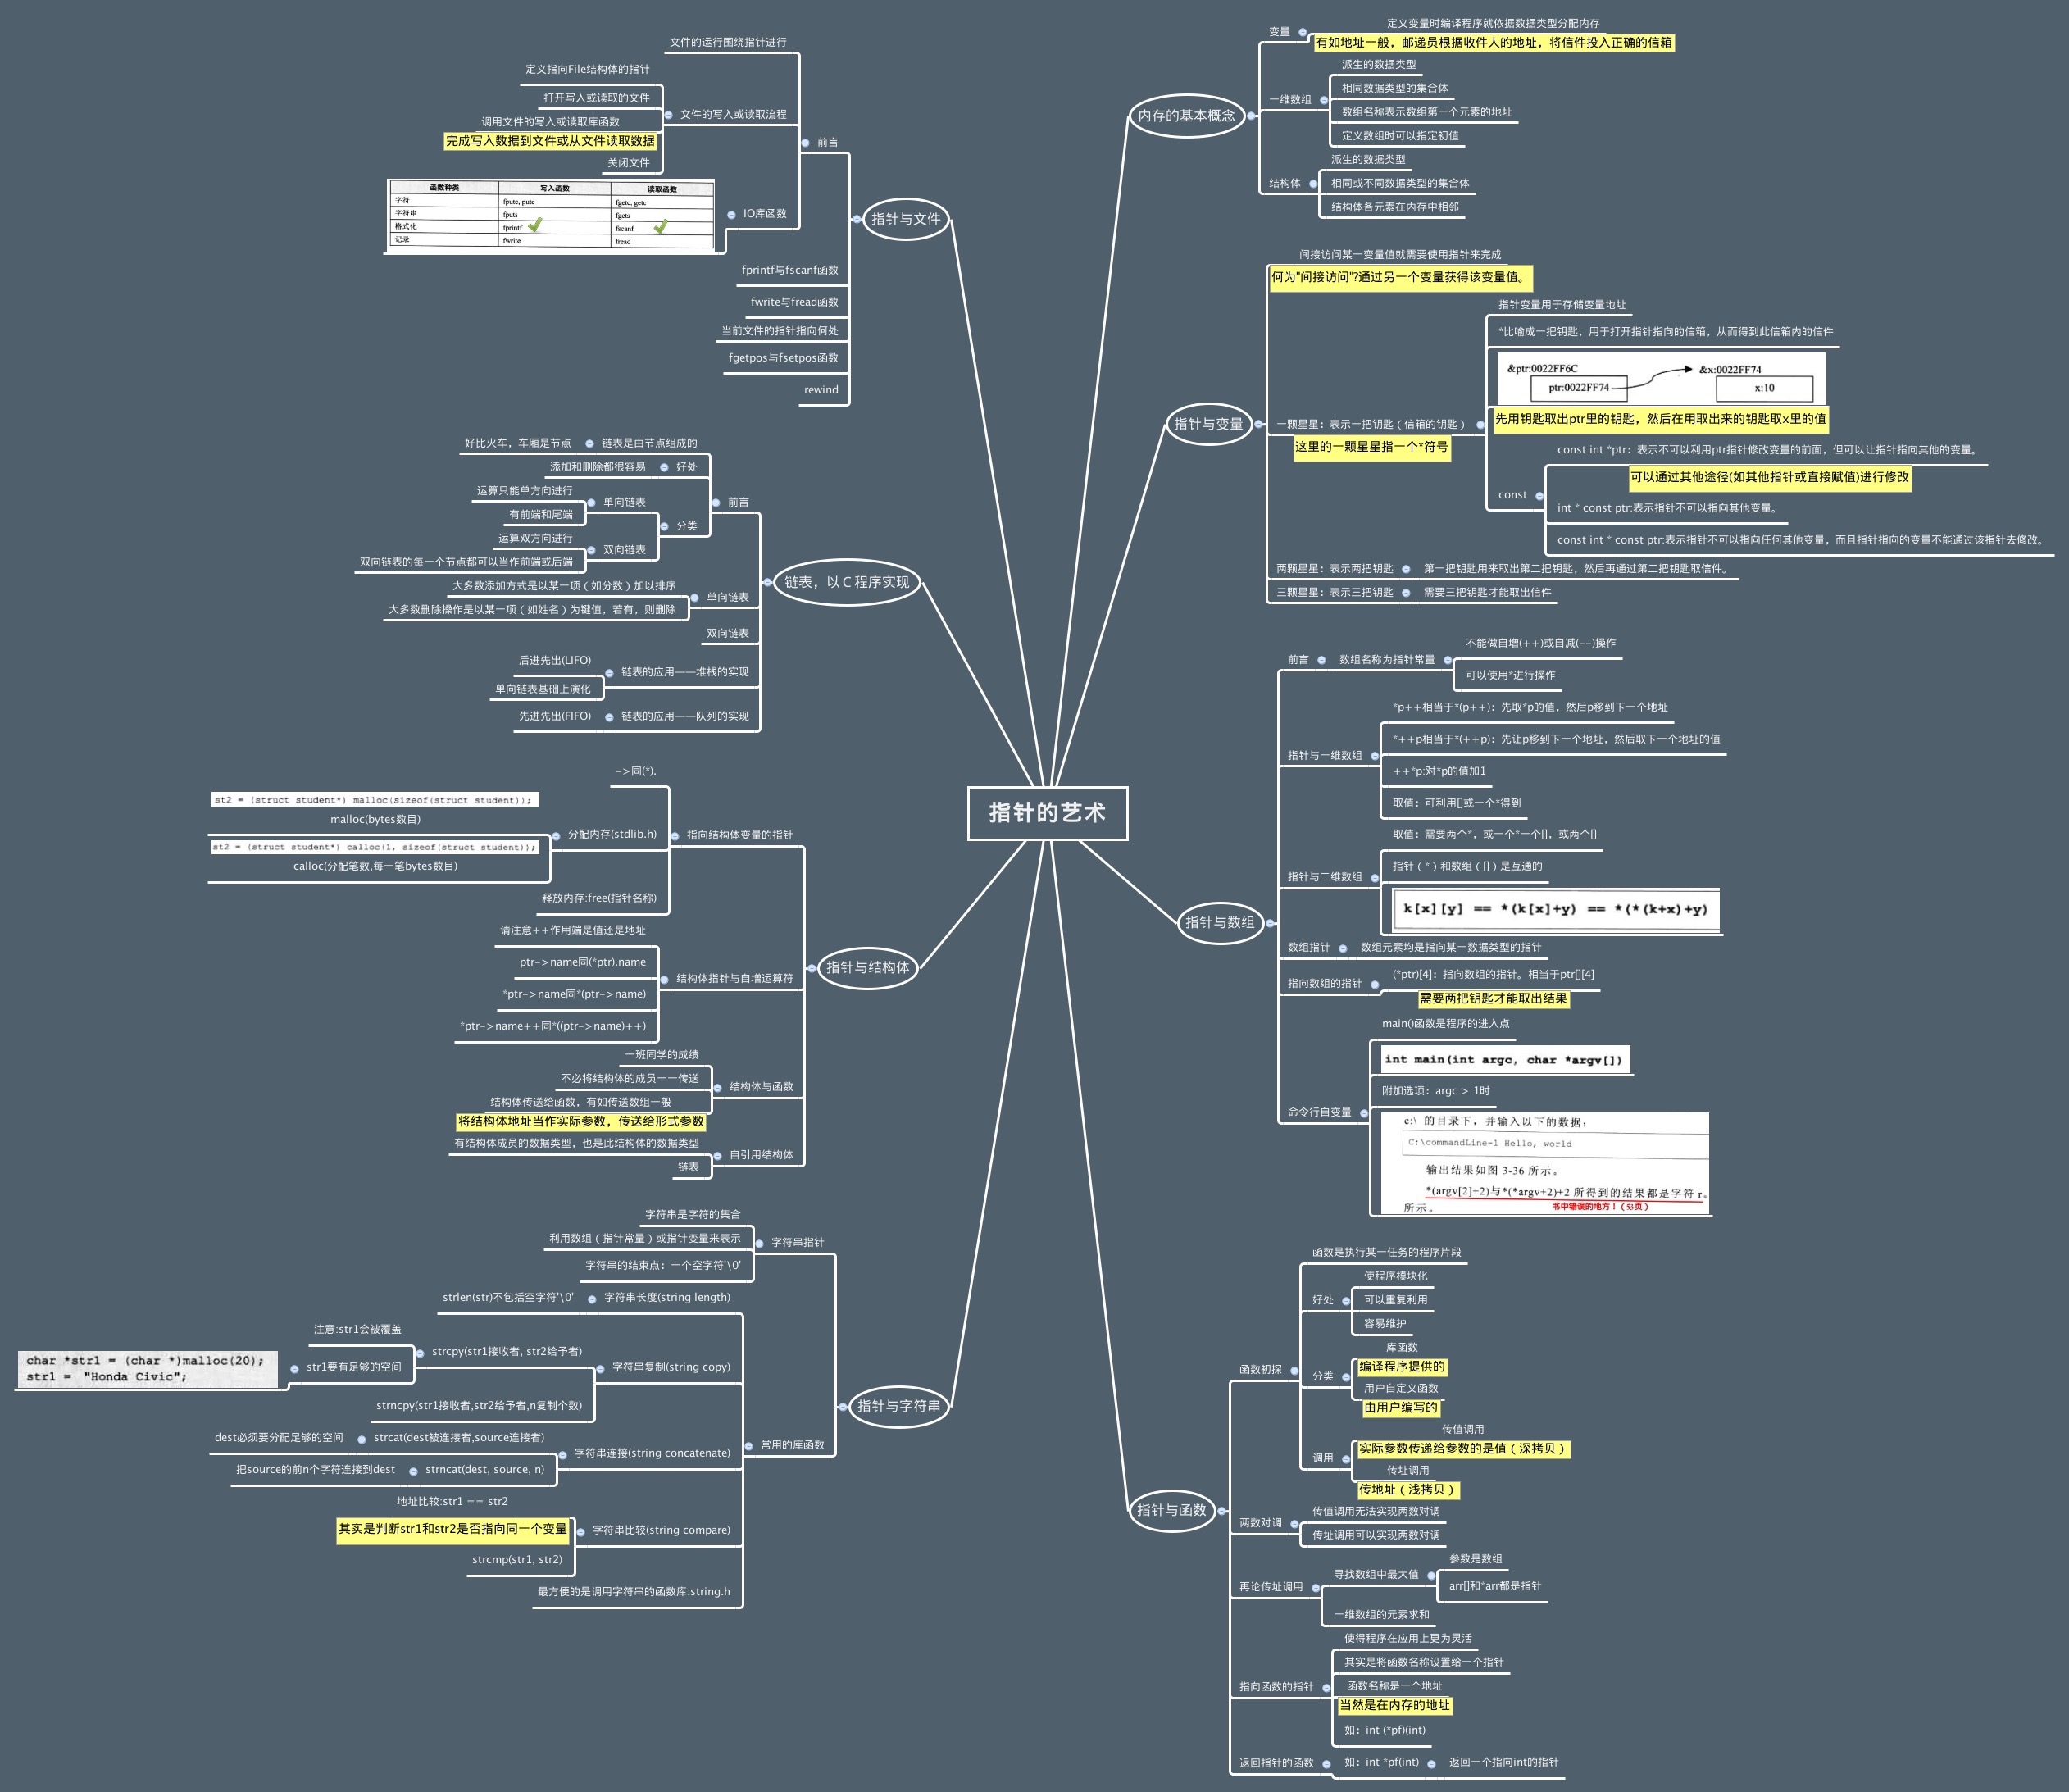 指针的艺术
内存的基本概念
变量
定义变量时编译程序就依据数据类型分配内存
有如地址一般，邮递员根据收件人的地址，将信件投入正确的信箱
一维数组
派生的数据类型
相同数据类型的集合体
数组名称表示数组第一个元素的地址
定义数组时可以指定初值
结构体
派生的数据类型
相同或不同数据类型的集合体
结构体各元素在内存中相邻
指针与变量
间接访问某一变量值就需要使用指针来完成
何为"间接访问"?通过另一个变量获得该变量值。
一颗星星：表示一把钥匙（信箱的钥匙）
这里的一颗星星指一个*符号
指针变量用于存储变量地址
*比喻成一把钥匙，用于打开指针指向的信箱，从而得到此信箱内的信件
&ptr:0022FF6C
&x:0022FF74
ptr:0022FF74
x:10
先用钥匙取出ptr里的钥匙，然后在用取出来的钥匙取x里的值
const
const int *ptr：表示不可以利用ptr指针修改变量的前面，但可以让指针指向其他的变量。
可以通过其他途径(如其他指针或直接赋值)进行修改
int * const ptr:表示指针不可以指向其他变量。
const int * const ptr:表示指针不可以指向任何其他变量，而且指针指向的变量不能通过该指针去修改。
两颗星星：表示两把钥匙
第一把钥匙用来取出第二把钥匙，然后再通过第二把钥匙取信件。
三颗星星：表示三把钥匙
需要三把钥匙才能取出信件
指针与数组
前言
数组名称为指针常量
不能做自增(++)或自减(--)操作
可以使用*进行操作
指针与一维数组
*p++相当于*(p++)：先取*p的值，然后p移到下一个地址
*++p相当于*(++p)：先让p移到下一个地址，然后取下一个地址的值
++*p:对*p的值加1
取值：可利用[]或一个*得到
指针与二维数组
取值：需要两个*，或一个*一个[]，或两个[]
指针（*）和数组（[]）是互通的
k[x][y] == *(k[x]+y) == *(*(k+x)+y)
数组指针
数组元素均是指向某一数据类型的指针
指向数组的指针
(*ptr)[4]：指向数组的指针。相当于ptr[][4]
需要两把钥匙才能取出结果
命令行自变量
main()函数是程序的进入点
int main(int argc, char *argv[])
附加选项：argc > 1时
c:\ 的目录下，并输入以下的数据：
C:\commandLine-1 Hello, world
输出结果如图 3-36 所示。
*(argv[2]+2)与*(*argv+2)+2 所得到的结果都是字符 r。
书中错误的地方！（53页）
所示。
指针与函数
函数初探
函数是执行某一任务的程序片段
好处
使程序模块化
可以重复利用
容易维护
分类
库函数
编译程序提供的
用户自定义函数
由用户编写的
调用
传值调用
实际参数传递给参数的是值（深拷贝）
传址调用
传地址（浅拷贝）
两数对调
传值调用无法实现两数对调
传址调用可以实现两数对调
再论传址调用
寻找数组中最大值
参数是数组
arr[]和*arr都是指针
一维数组的元素求和
指向函数的指针
使得程序在应用上更为灵活
其实是将函数名称设置给一个指针
函数名称是一个地址
当然是在内存的地址
如：int (*pf)(int)
返回指针的函数
如：int *pf(int)
返回一个指向int的指针
指针与文件
前言
文件的运行围绕指针进行
文件的写入或读取流程
定义指向File结构体的指针
打开写入或读取的文件
调用文件的写入或读取库函数
完成写入数据到文件或从文件读取数据
关闭文件
IO库函数
函数种类 写入函数 读取函数
字符 fputc, putc fgetc, getc
字符串 fputs fgets
格式化 fprintf fscanf
记录 fwrite fread
fprintf与fscanf函数
fwrite与fread函数
当前文件的指针指向何处
fgetpos与fsetpos函数
rewind
链表，以 C 程序实现
前言
链表是由节点组成的
好比火车，车厢是节点
好处
添加和删除都很容易
分类
单向链表
运算只能单方向进行
有前端和尾端
双向链表
运算双方向进行
双向链表的每一个节点都可以当作前端或后端
单向链表
大多数添加方式是以某一项（如分数）加以排序
大多数删除操作是以某一项（如姓名）为键值，若有，则删除
双向链表
链表的应用——堆栈的实现
后进先出(LIFO)
单向链表基础上演化
链表的应用——队列的实现
先进先出(FIFO)
指针与结构体
指向结构体变量的指针
->同(*).
分配内存(stdlib.h)
st2 = (struct student*) malloc(sizeof(struct student));
malloc(bytes数目)
st2 = (struct student*) calloc(1, sizeof(struct student));
calloc(分配笔数,每一笔bytes数目)
释放内存:free(指针名称)
结构体指针与自增运算符
请注意++作用端是值还是地址
ptr->name同(*ptr).name
*ptr->name同*(ptr->name)
*ptr->name++同*((ptr->name)++)
结构体与函数
一班同学的成绩
不必将结构体的成员一一传送
结构体传送给函数，有如传送数组一般
将结构体地址当作实际参数，传送给形式参数
自引用结构体
有结构体成员的数据类型，也是此结构体的数据类型
链表
指针与字符串
字符串指针
字符串是字符的集合
利用数组（指针常量）或指针变量来表示
字符串的结束点：一个空字符'\0'
常用的库函数
字符串长度(string length)
strlen(str)不包括空字符'\0'
字符串复制(string copy)
strcpy(str1接收者, str2给予者)
注意:str1会被覆盖
str1要有足够的空间
char *str1 = (char *)malloc(20);
str1 = "Honda Civic";
strncpy(str1接收者,str2给予者,n复制个数)
字符串连接(string concatenate)
strcat(dest被连接者,source连接者)
dest必须要分配足够的空间
strncat(dest, source, n)
把source的前n个字符连接到dest
字符串比较(string compare)
地址比较:str1 == str2
其实是判断str1和str2是否指向同一个变量
strcmp(str1, str2)
最方便的是调用字符串的函数库:string.h